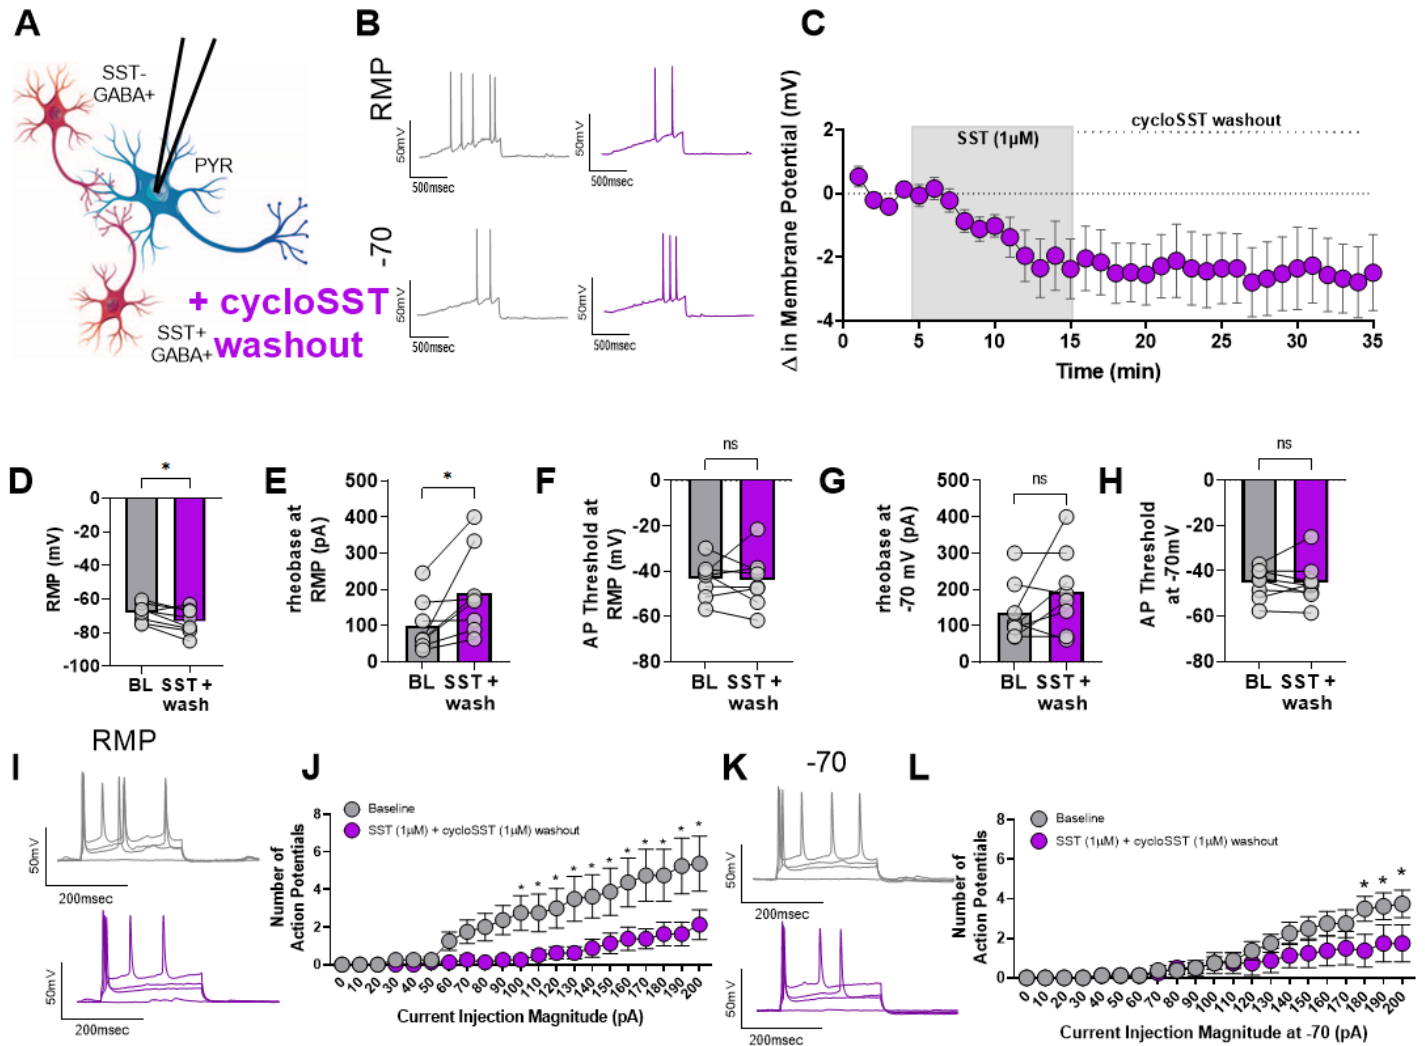 A
SST-
GABA+
PYR
SST+
GABA+
+ cycloSST
washout
B
RMP
50mV
500msec
50mV
500msec
-70
50mV
500msec
50mV
500msec
C
Δ in Membrane Potential (mV)
2
0
-2
-4
SST (1μM)
cycloSST washout
0 5 10 15 20 25 30 35
Time (min)
D
*
RMP (mV)
0
-20
-40
-60
-80
-100
BL SST +
wash
E
*
rheobase at
RMP (pA)
500
400
300
200
100
0
BL SST +
wash
F
ns
AP Threshold at
RMP (mV)
0
-20
-40
-60
-80
BL SST +
wash
G
ns
rheobase at
-70 mV (pA)
500
400
300
200
100
0
BL SST +
wash
H
ns
AP Threshold
at -70mV
0
-20
-40
-60
-80
BL SST +
wash
I
RMP
50mV
200msec
50mV
200msec
J
Baseline
SST (1μM) + cycloSST (1μM) washout
Number of
Action Potentials
8
6
4
2
0
* * * * * * * * * * *
0 10 20 30 40 50 60 70 80 90 100 110 120 130 140 150 160 170 180 190 200
Current Injection Magnitude (pA)
K
-70
50mV
200msec
50mV
200msec
L
Baseline
SST (1μM) + cycloSST (1μM) washout
Number of
Action Potentials
8
6
4
2
0
* * *
0 10 20 30 40 50 60 70 80 90 100 110 120 130 140 150 160 170 180 190 200
Current Injection Magnitude at -70 (pA)